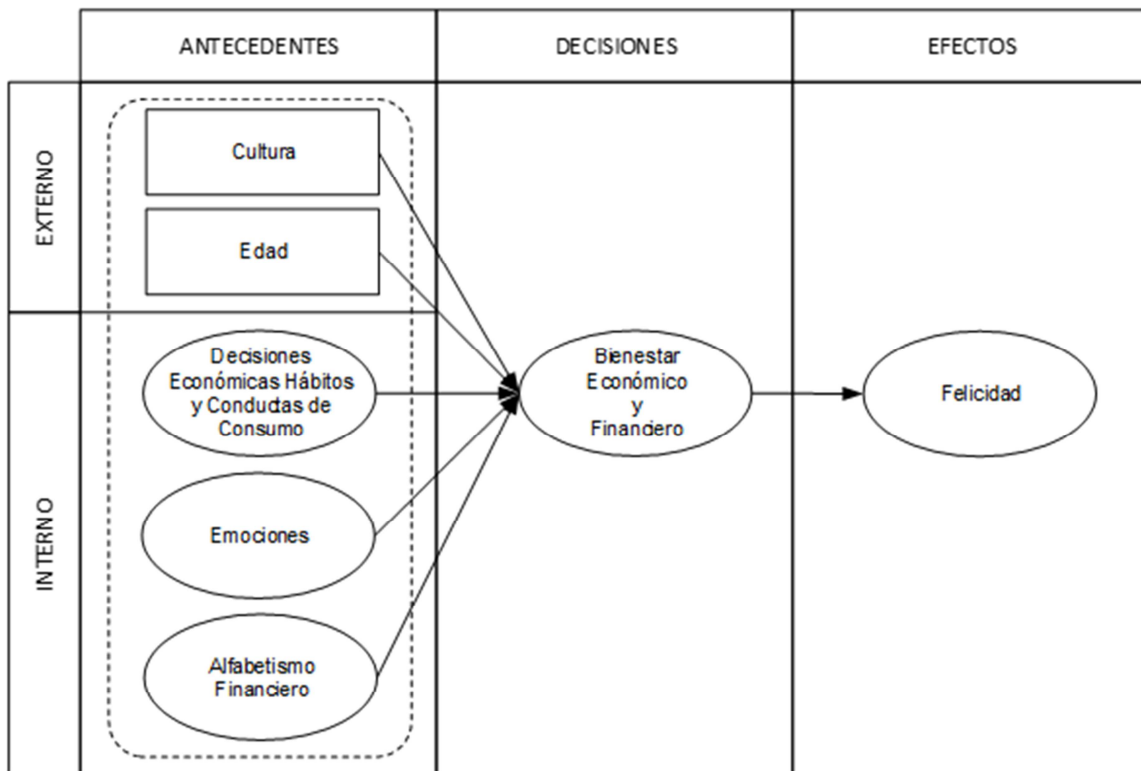 ANTECEDENTES
DECISIONES
EFECTOS
EXTERNO
Cultura
Edad
INTERNO
Decisiones
Económicas Hábitos
y Conductas de
Consumo
Emociones
Alfabetismo
Financiero
Bienestar
Económico
y
Financiero
Felicidad